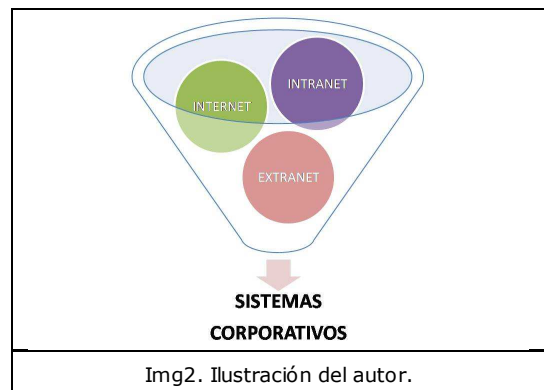 INTRANET
INTERNET
EXTRANET
SISTEMAS
CORPORATIVOS
Img2. Ilustración del autor.